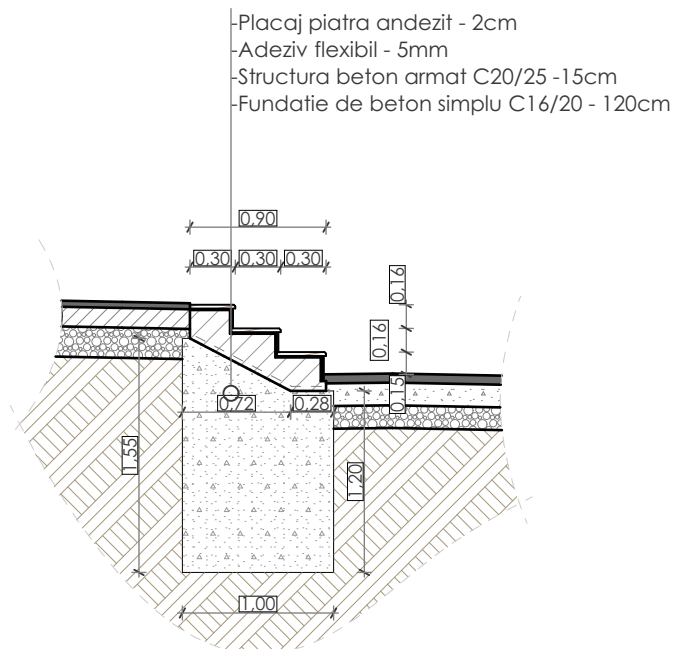 -Placaj piatra andezit - 2cm
-Adeziv flexibil - 5mm
-Structura beton armat C20/25 -15cm
-Fundatie de beton simplu C16/20 - 120cm
0,90
0,30 0,30 0,30
0,16
0,16
0,15
0,72 0,28
1,55
1,20
1,00